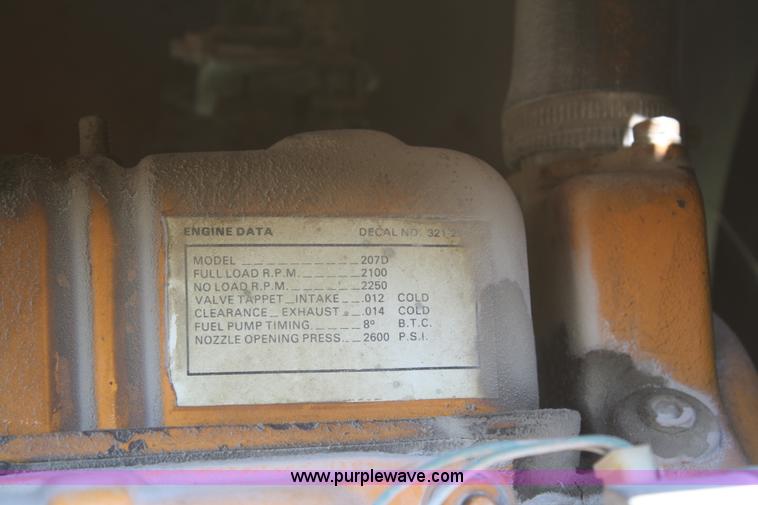 ENGINE DATA DECAL NO. 321-2
MODEL 207D
FULL LOAD R.P.M. 2100
NO LOAD R.P.M. 2250
VALVE TAPPET INTAKE .012 COLD
CLEARANCE EXHAUST .014 COLD
FUEL PUMP TIMING 8° B.T.C.
NOZZLE OPENING PRESS. 2600 P.S.I.
www.purplewave.com